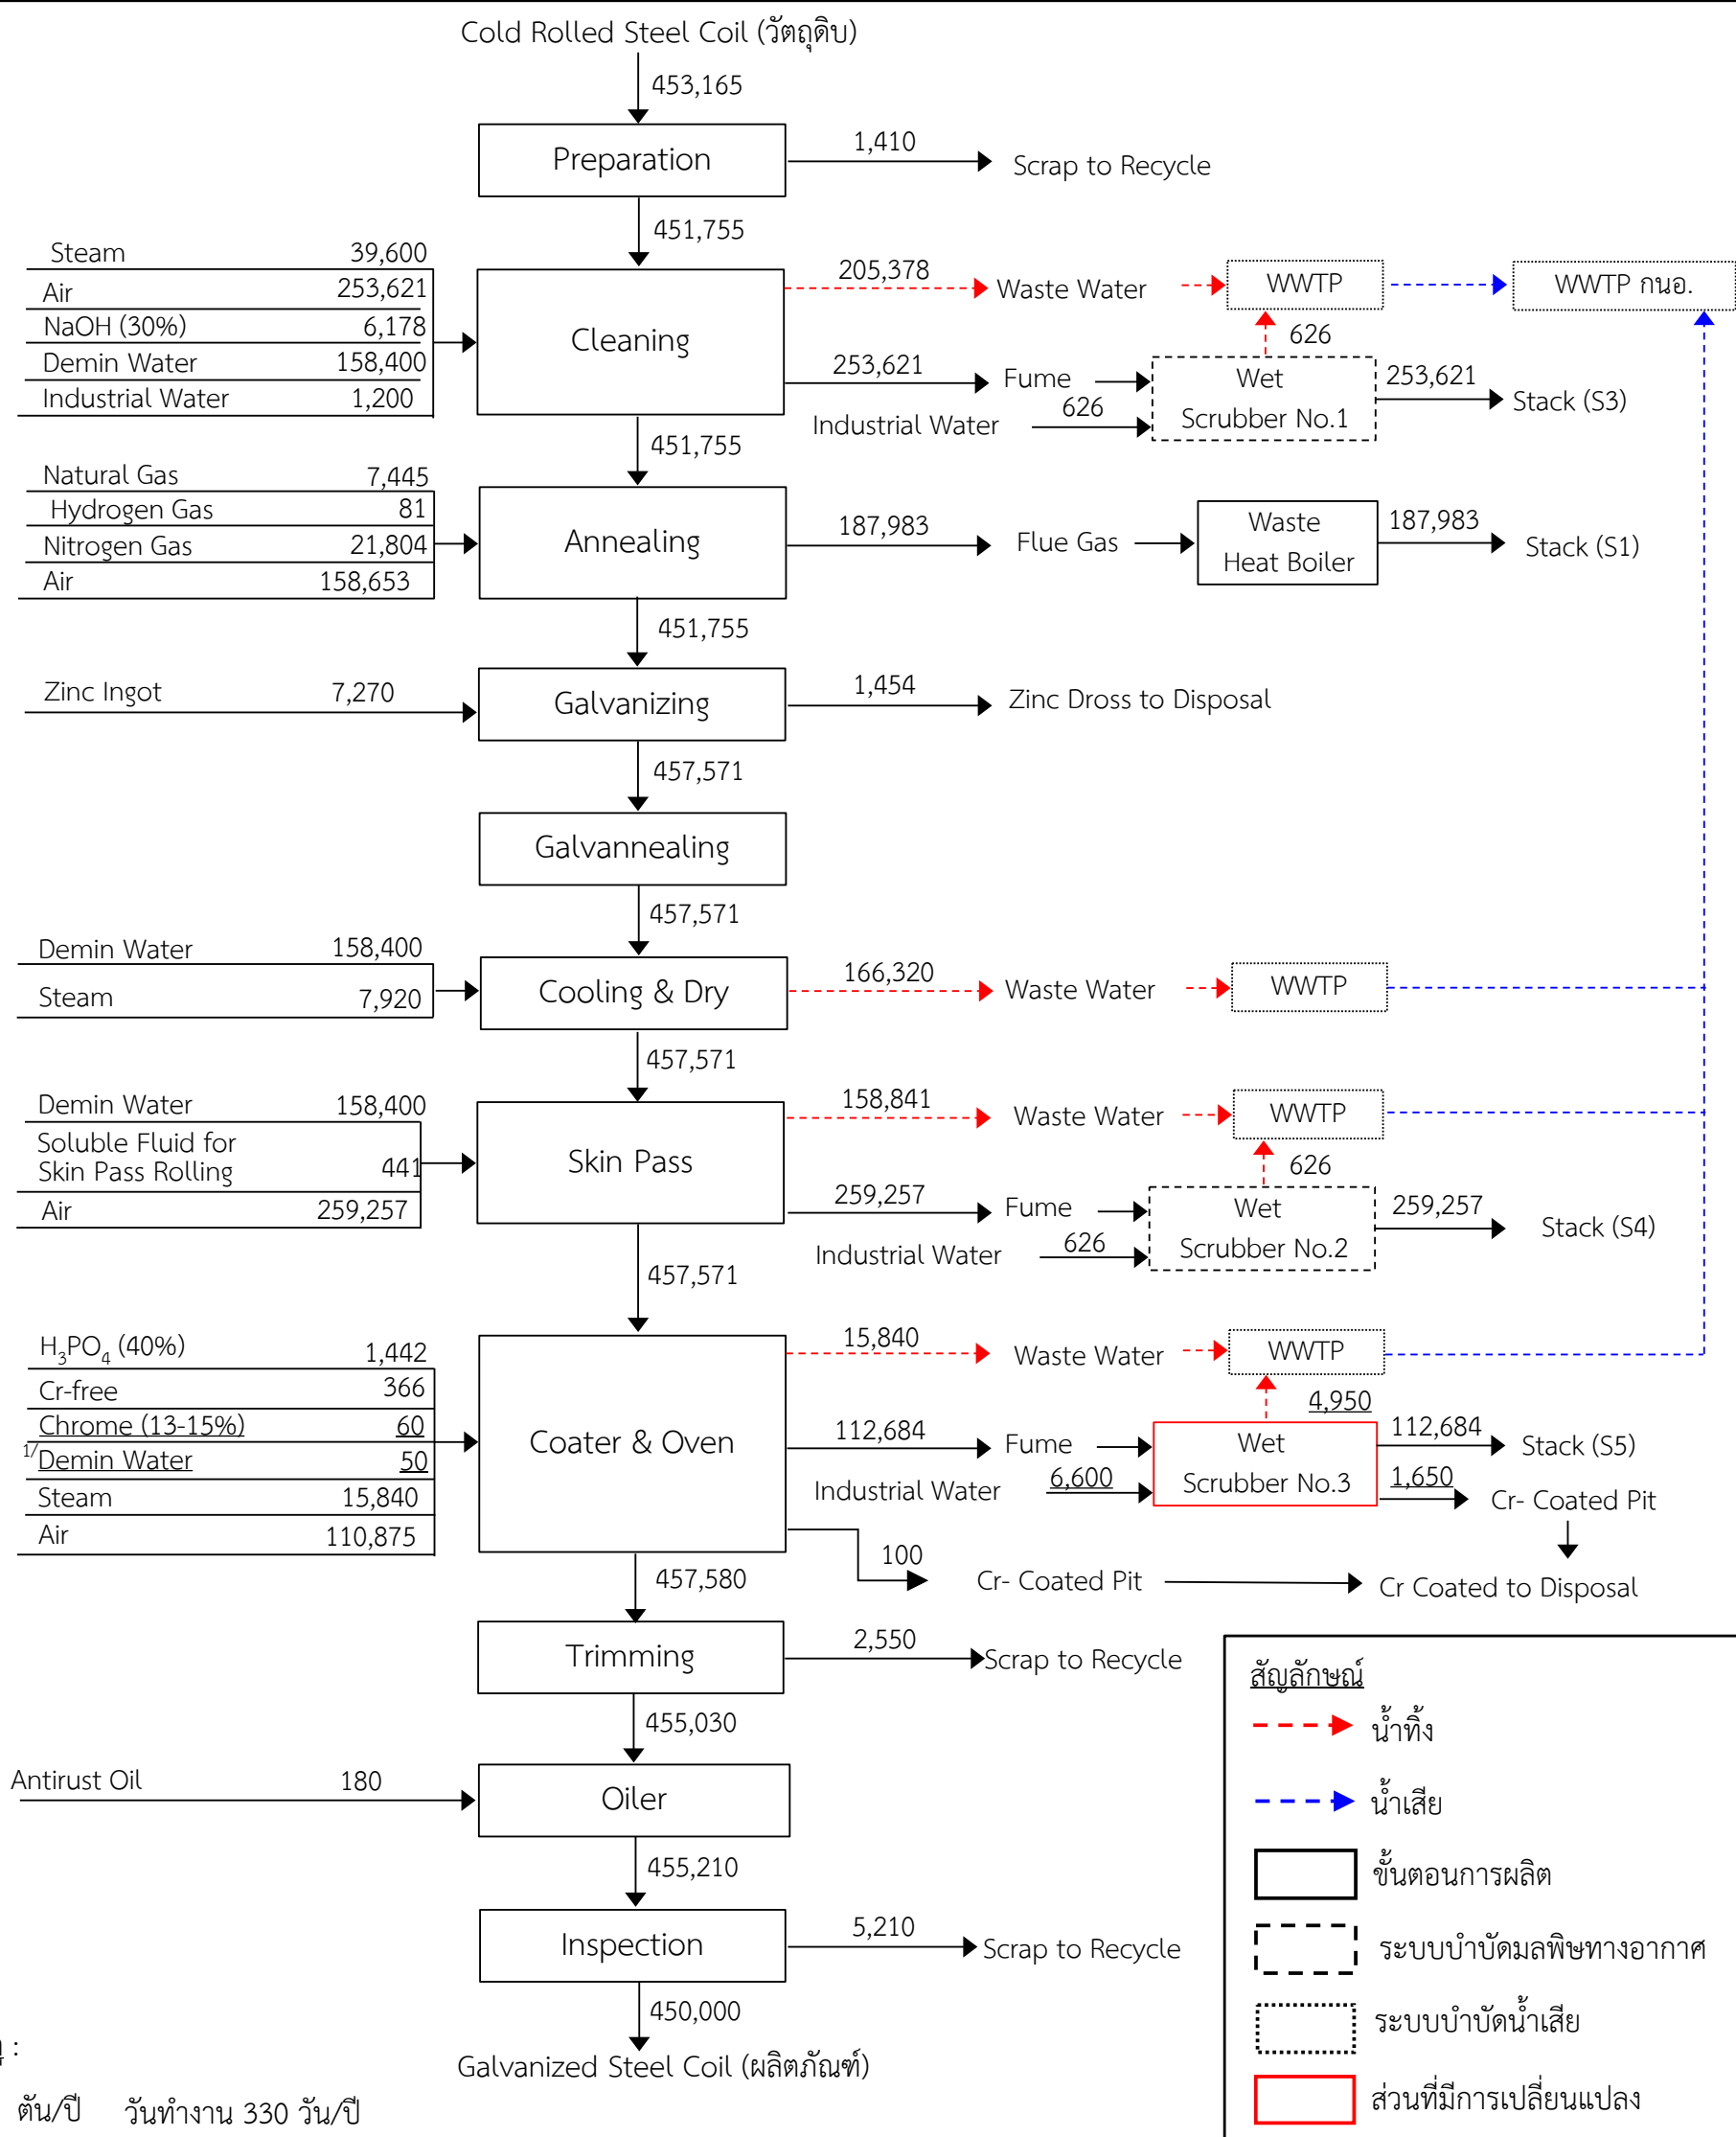 Cold Rolled Steel Coil (วัตถุดิบ)
453,165
Preparation
1,410
Scrap to Recycle
451,755
Steam 39,600
Air 253,621
NaOH (30%) 6,178
Demin Water 158,400
Industrial Water 1,200
Cleaning
205,378
Waste Water
WWTP
WWTP กนอ.
626
253,621
Fume
Industrial Water
626
Wet
Scrubber No.1
253,621
Stack (S3)
451,755
Natural Gas 7,445
Hydrogen Gas 81
Nitrogen Gas 21,804
Air 158,653
Annealing
187,983
Flue Gas
Waste
Heat Boiler
187,983
Stack (S1)
451,755
Zinc Ingot 7,270
Galvanizing
1,454
Zinc Dross to Disposal
457,571
Galvannealing
457,571
Demin Water 158,400
Steam 7,920
Cooling & Dry
166,320
Waste Water
WWTP
457,571
Demin Water 158,400
Soluble Fluid for
Skin Pass Rolling 441
Air 259,257
Skin Pass
158,841
Waste Water
WWTP
626
259,257
Fume
Industrial Water
626
Wet
Scrubber No.2
259,257
Stack (S4)
457,571
H3PO4 (40%) 1,442
Cr-free 366
Chrome (13-15%) 60
1/ Demin Water 50
Steam 15,840
Air 110,875
Coater & Oven
15,840
Waste Water
WWTP
4,950
112,684
Fume
Industrial Water
6,600
Wet
Scrubber No.3
112,684
Stack (S5)
1,650
Cr- Coated Pit
100
Cr- Coated Pit
Cr Coated to Disposal
457,580
Trimming
2,550
Scrap to Recycle
455,030
Antirust Oil 180
Oiler
455,210
Inspection
5,210
Scrap to Recycle
450,000
Galvanized Steel Coil (ผลิตภัณฑ์)
:
ตัน/ปี วันทำงาน 330 วัน/ปี
สัญลักษณ์
น้ำทิ้ง
น้ำเสีย
ขั้นตอนการผลิต
ระบบบำบัดมลพิษทางอากาศ
ระบบบำบัดน้ำเสีย
ส่วนที่มีการเปลี่ยนแปลง